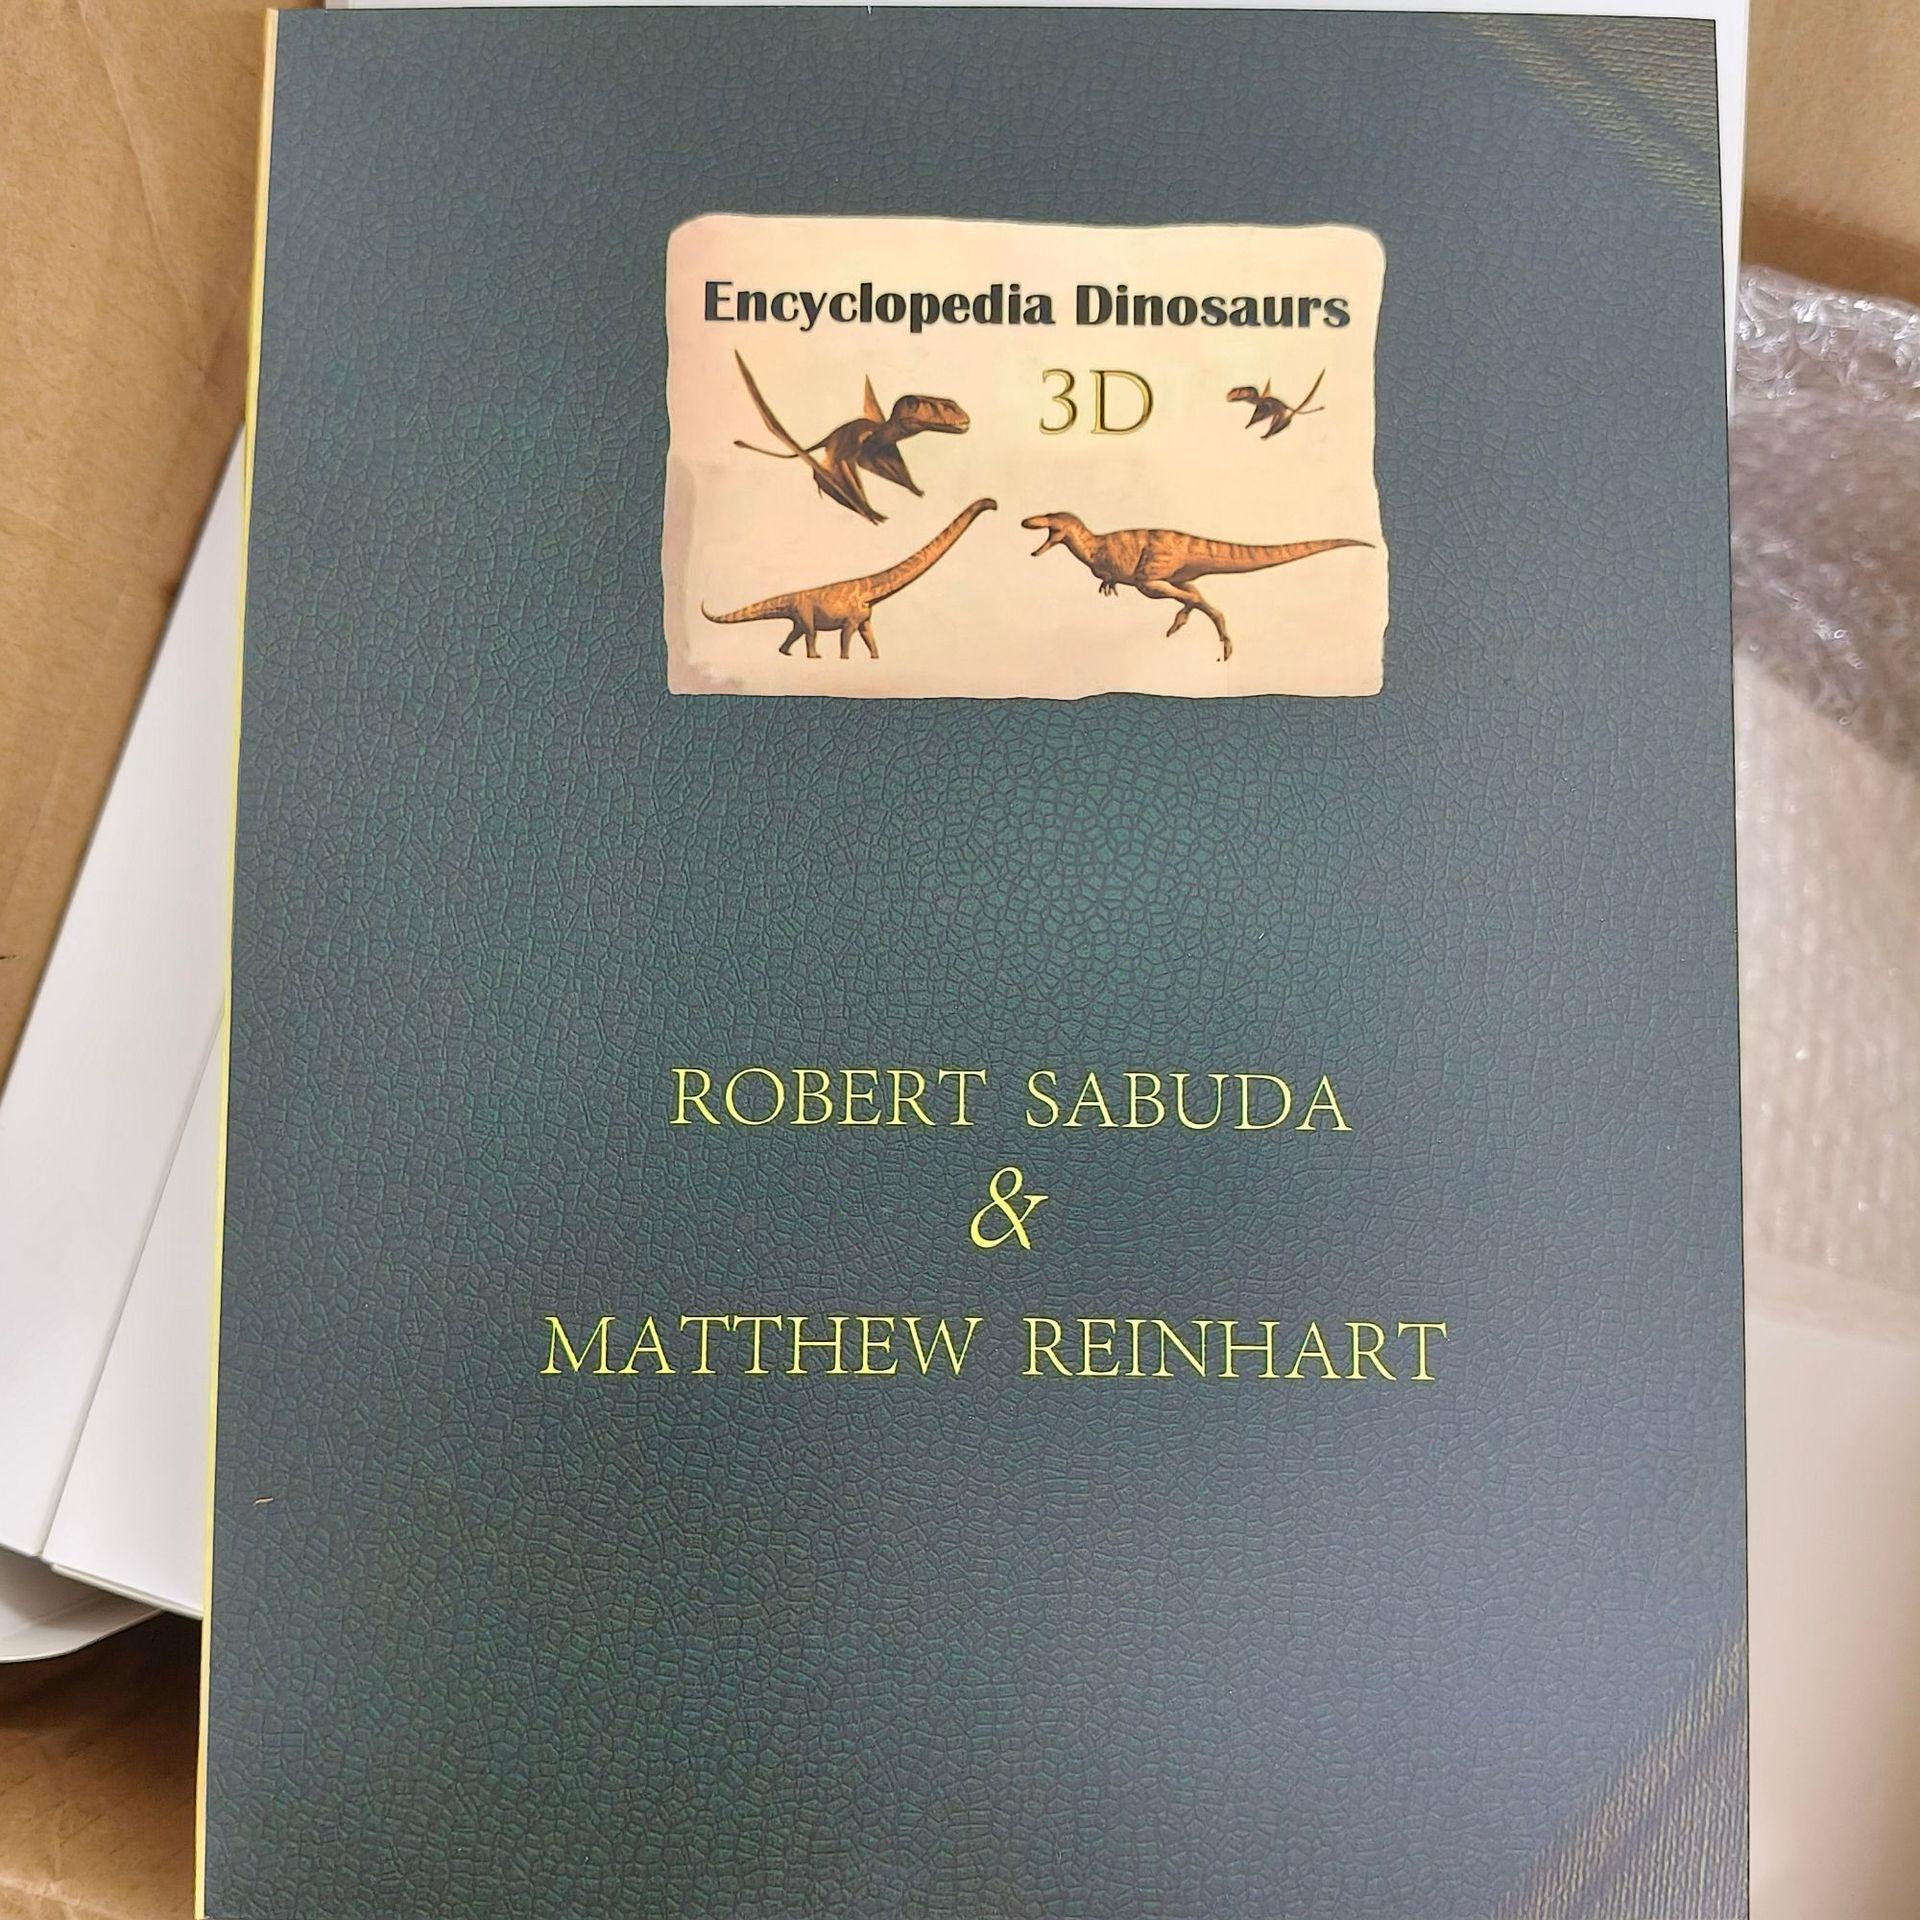 Encyclopedia Dinosaurs
3D
ROBERT SABUDA
&
MATTHEW REINHART